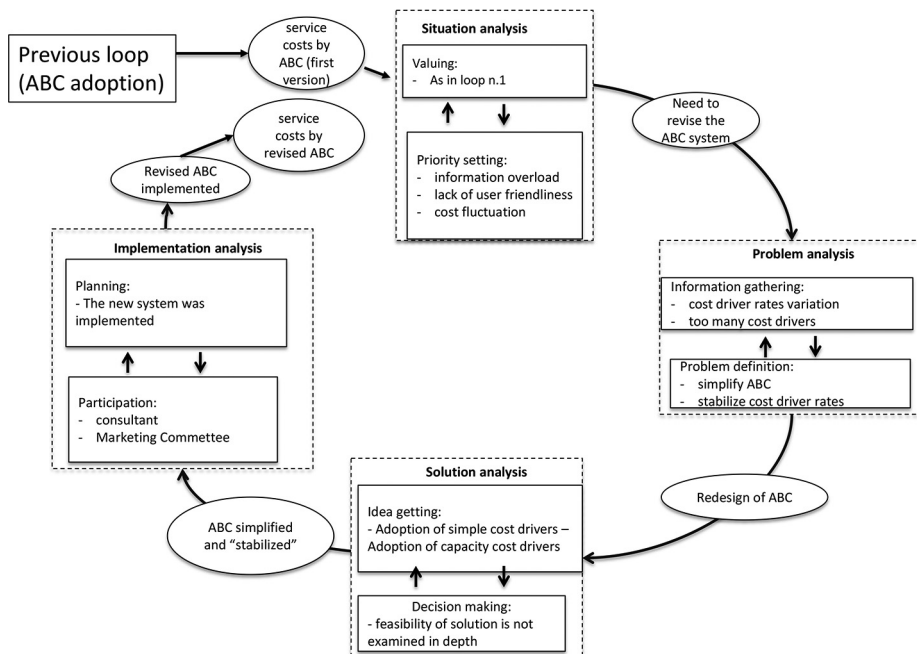 Previous loop
(ABC adoption)
service
costs by
ABC (first
version)
Situation analysis
Valuing:
- As in loop n.1
Priority setting:
- information overload
- lack of user friendliness
- cost fluctuation
Need to
revise the
ABC system
Problem analysis
Information gathering:
- cost driver rates variation
- too many cost drivers
Problem definition:
- simplify ABC
- stabilize cost driver rates
Redesign of ABC
Solution analysis
Idea getting:
- Adoption of simple cost drivers –
Adoption of capacity cost drivers
Decision making:
- feasibility of solution is not
examined in depth
ABC simplified
and “stabilized”
Implementation analysis
Planning:
- The new system was
implemented
Participation:
- consultant
- Marketing Committee
Revised ABC
implemented
service
costs by
revised ABC